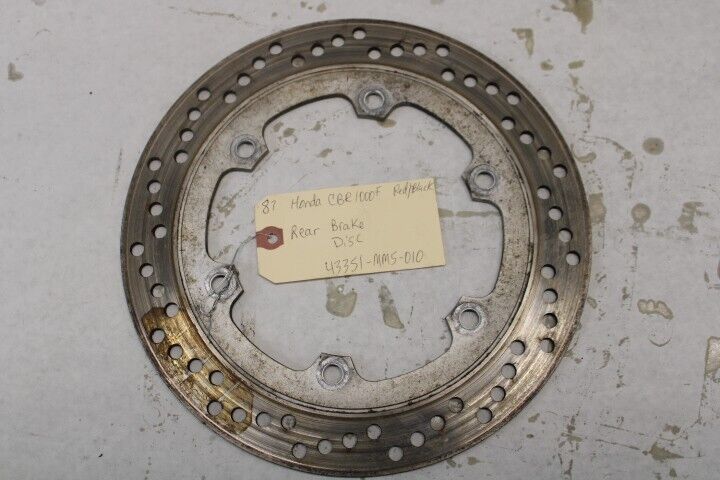 87 Honda CBR1000F Red/Black
Rear Brake
Disc
43351-MM5-010